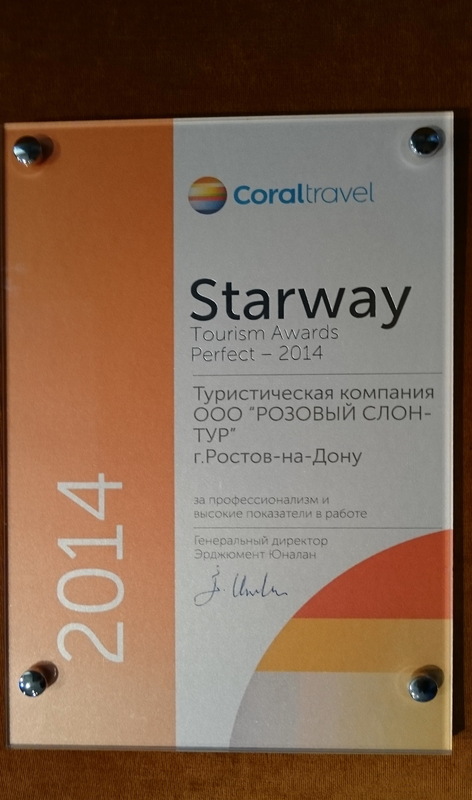 Coraltravel
Starway
Tourism Awards
Perfect – 2014
Туристическая компания
ООО "РОЗОВЫЙ СЛОН-
ТУР"
г.Ростов-на-Дону
за профессионализм и
высокие показатели в работе
Генеральный директор
Эрджюмент Юналан
2014